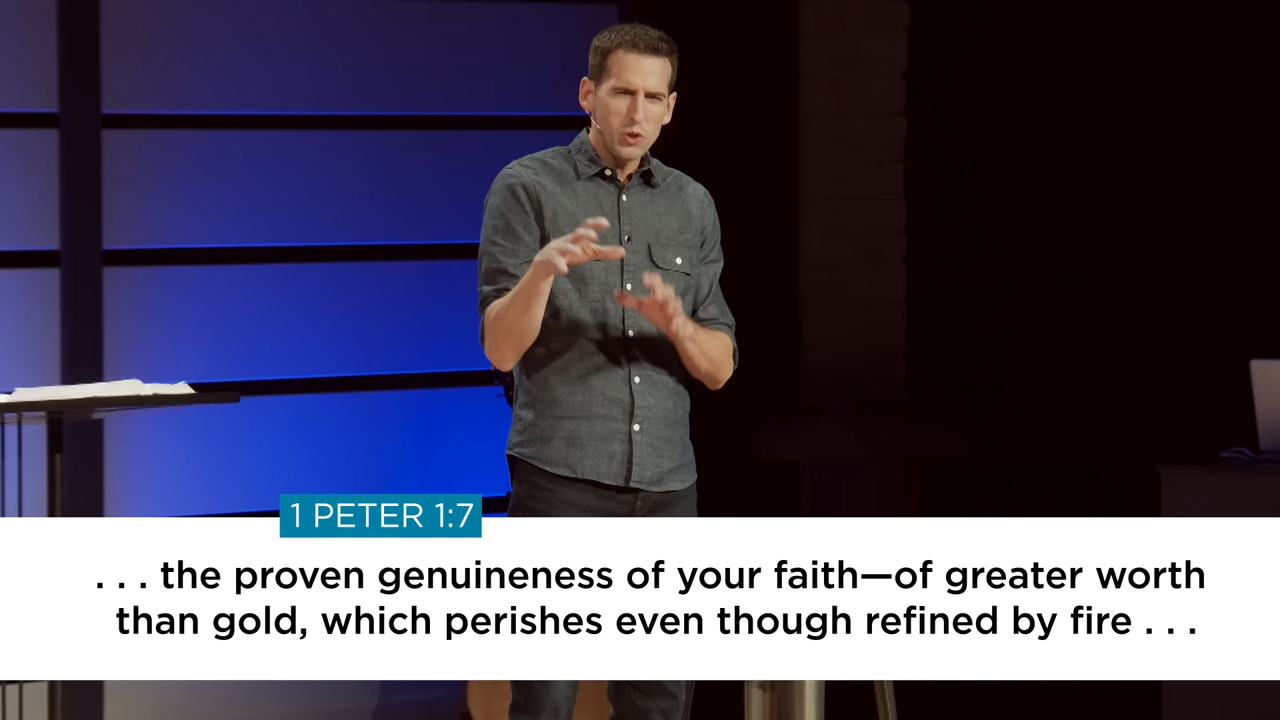 1 PETER 1:7
. . . the proven genuineness of your faith—of greater worth
than gold, which perishes even though refined by fire . . .